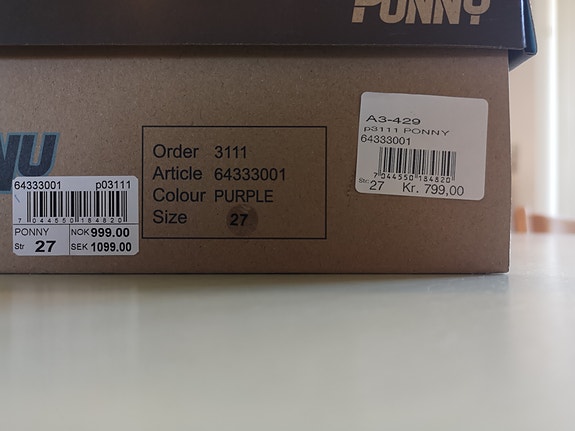 PONNY
NU
64333001 p03111
7 044550 184820
PONNY
Str 27
NOK 999.00
SEK 1099.00
Order 3111
Article 64333001
Colour PURPLE
Size 27
A3-429
p3111 PONNY
64333001
7 044550 184820
Str: 27 Kr. 799,00